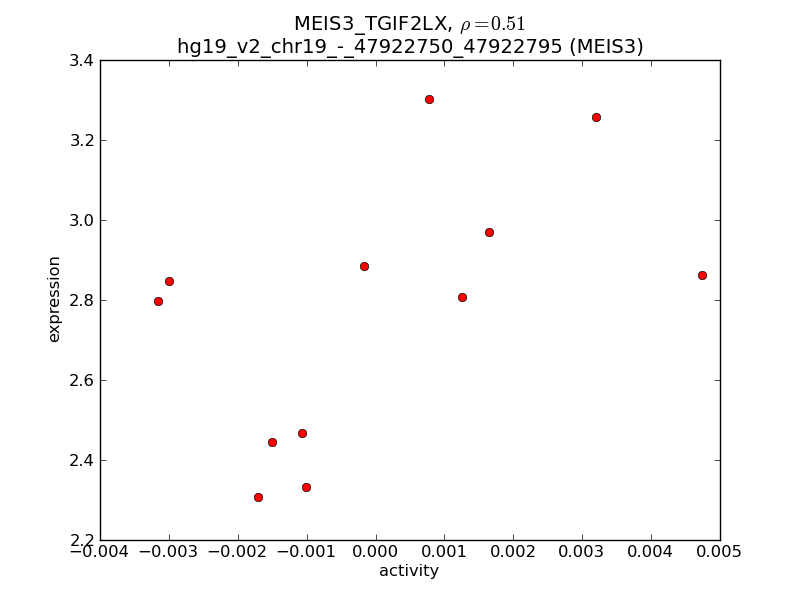 MEIS3_TGIF2LX, ρ=0.51
hg19_v2_chr19_-_47922750_47922795 (MEIS3)
3.4
3.2
3.0
2.8
2.6
2.4
2.2
expression
−0.004 −0.003 −0.002 −0.001 0.000 0.001 0.002 0.003 0.004 0.005
activity